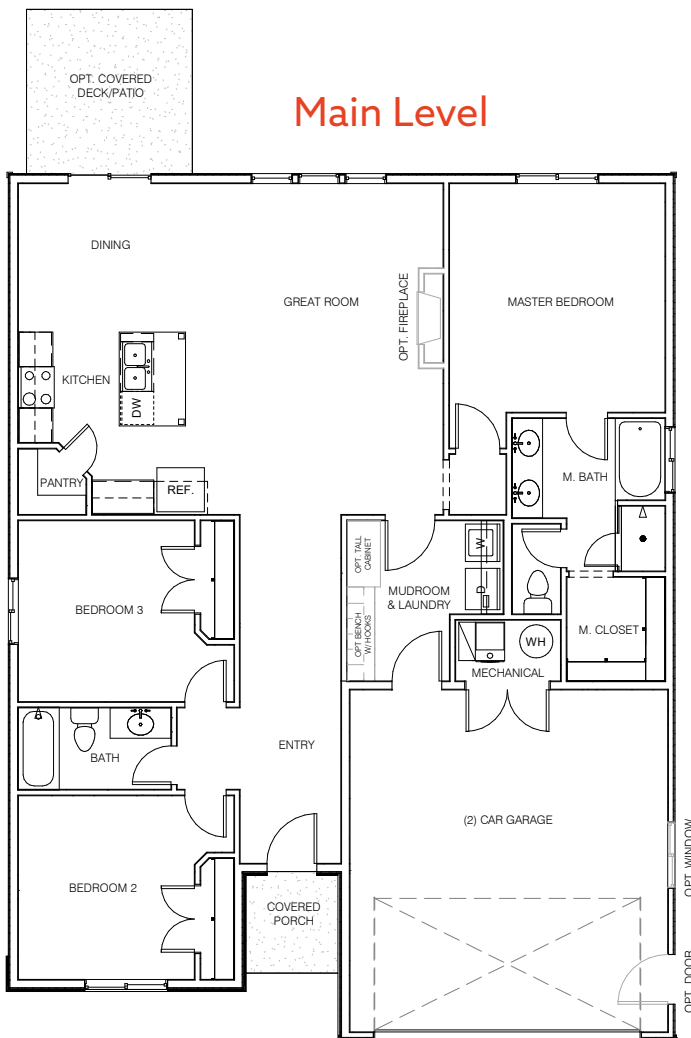 OPT. COVERED
DECK/PATIO
Main Level
DINING
GREAT ROOM
OPT. FIREPLACE
MASTER BEDROOM
KITCHEN
DW
PANTRY
REF.
M. BATH
OPT. TALL
CABINET
W
D
MUDROOM
& LAUNDRY
BEDROOM 3
OPT BENCH
W/HOOKS
M. CLOSET
WH
MECHANICAL
ENTRY
BATH
(2) CAR GARAGE
OPT. WINDOW
BEDROOM 2
COVERED
PORCH
OPT. DOOR